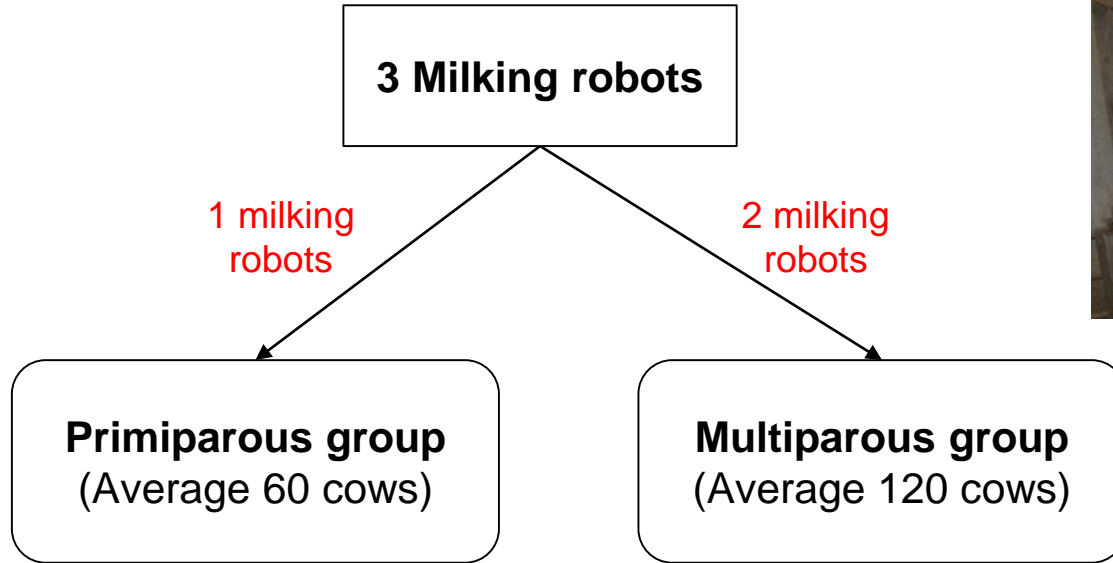 3 Milking robots
1 milking
robots
2 milking
robots
Primiparous group
(Average 60 cows)
Multiparous group
(Average 120 cows)